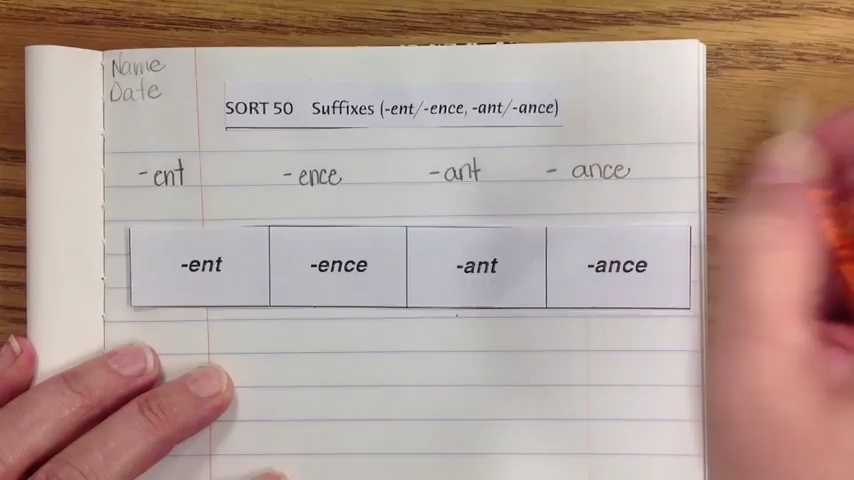 Name
Date
SORT 50 Suffixes (-ent/-ence, -ant/-ance)
-ent -ence -ant - ance
-ent -ence -ant -ance